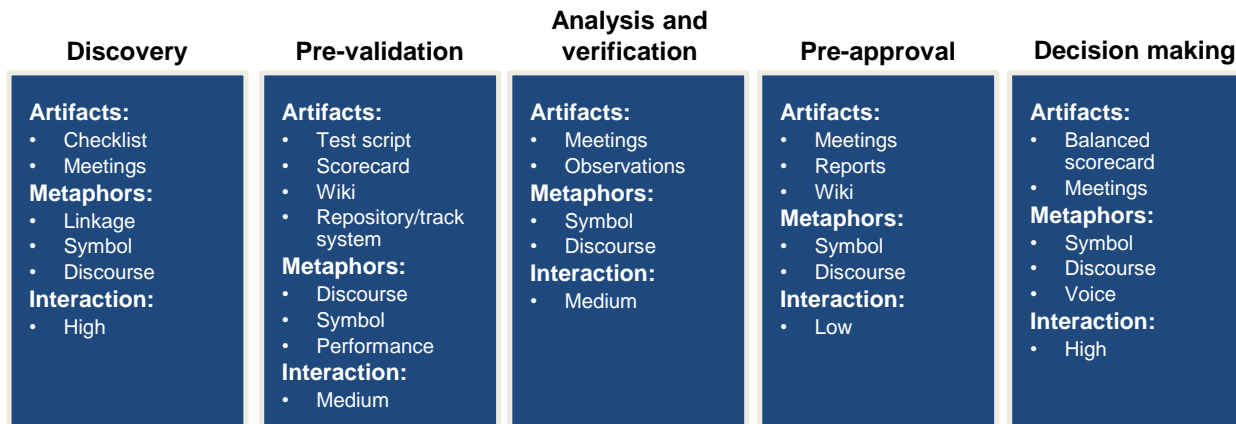 Discovery
Artifacts:
• Checklist
• Meetings
Metaphors:
• Linkage
• Symbol
• Discourse
Interaction:
• High
Pre-validation
Artifacts:
• Test script
• Scorecard
• Wiki
• Repository/track
system
Metaphors:
• Discourse
• Symbol
• Performance
Interaction:
• Medium
Analysis and
verification
Artifacts:
• Meetings
• Observations
Metaphors:
• Symbol
• Discourse
Interaction:
• Medium
Pre-approval
Artifacts:
• Meetings
• Reports
• Wiki
Metaphors:
• Symbol
• Discourse
Interaction:
• Low
Decision making
Artifacts:
• Balanced
scorecard
• Meetings
Metaphors:
• Symbol
• Discourse
• Voice
Interaction:
• High